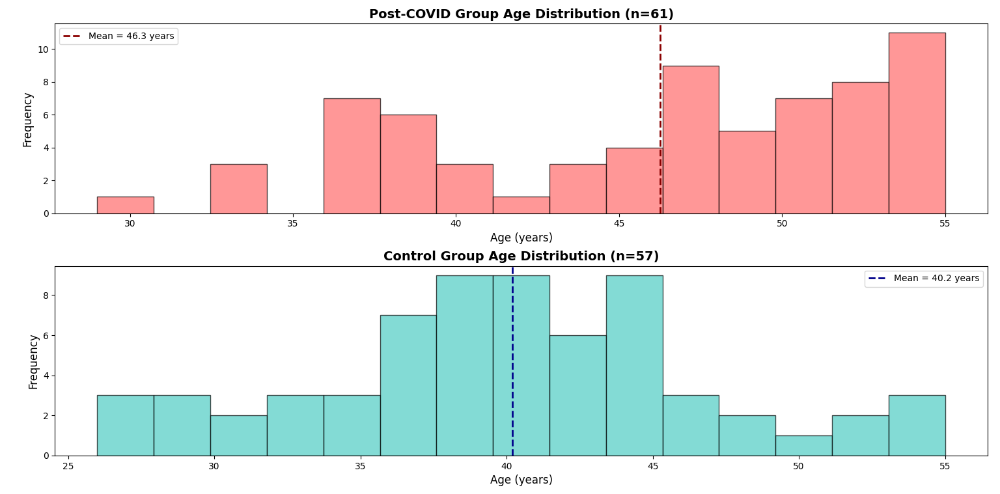 Post-COVID Group Age Distribution (n=61)
Mean = 46.3 years
Frequency
10
8
6
4
2
0
30 35 40 45 50 55
Age (years)
Control Group Age Distribution (n=57)
Mean = 40.2 years
Frequency
8
6
4
2
0
25 30 35 40 45 50 55
Age (years)